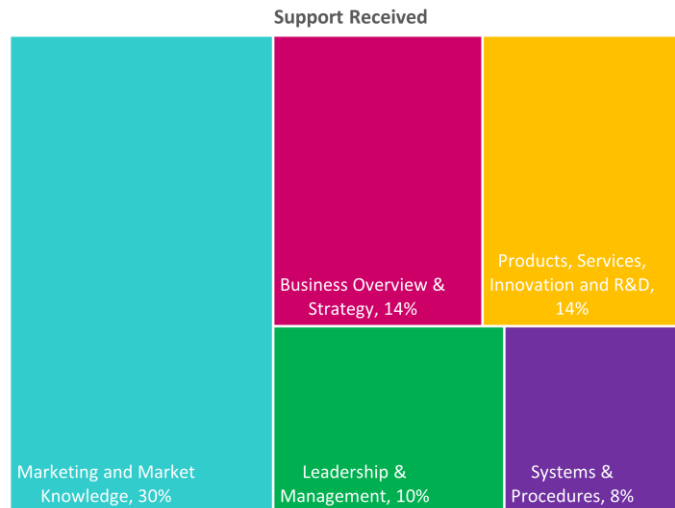 Support Received
Business Overview &
Strategy, 14%
Products, Services,
Innovation and R&D,
14%
Marketing and Market
Knowledge, 30%
Leadership &
Management, 10%
Systems &
Procedures, 8%